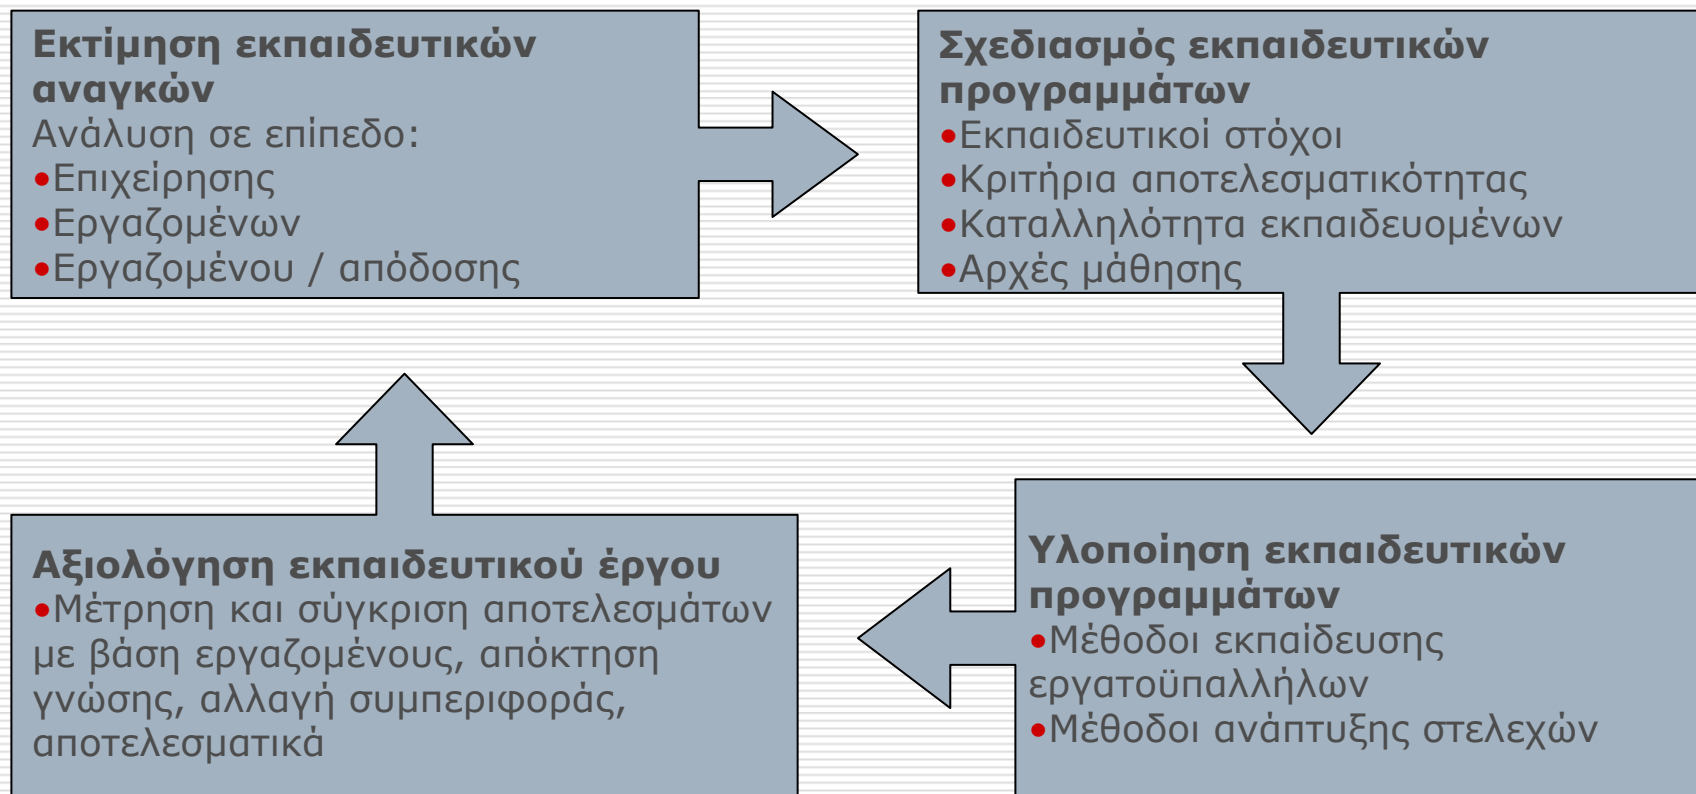 Εκτίμηση εκπαιδευτικών
αναγκών
Ανάλυση σε επίπεδο:
•Επιχείρησης
•Εργαζομένων
•Εργαζομένου / απόδοσης
Σχεδιασμός εκπαιδευτικών
προγραμμάτων
•Εκπαιδευτικοί στόχοι
•Κριτήρια αποτελεσματικότητας
•Καταλληλότητα εκπαιδευομένων
•Αρχές μάθησης
Υλοποίηση εκπαιδευτικών
προγραμμάτων
•Μέθοδοι εκπαίδευσης
εργατοϋπαλλήλων
•Μέθοδοι ανάπτυξης στελεχών
Αξιολόγηση εκπαιδευτικού έργου
•Μέτρηση και σύγκριση αποτελεσμάτων
με βάση εργαζομένους, απόκτηση
γνώσης, αλλαγή συμπεριφοράς,
αποτελεσματικά